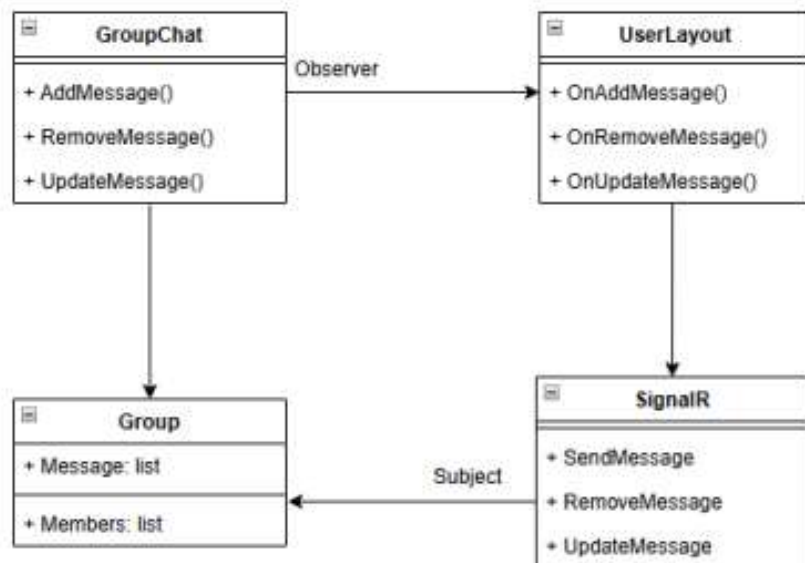 GroupChat
+ AddMessage()
+ RemoveMessage()
+ UpdateMessage()
Observer
UserLayout
+ OnAddMessage()
+ OnRemoveMessage()
+ OnUpdateMessage()
Group
+ Message: list
+ Members: list
Subject
SignalR
+ SendMessage
+ RemoveMessage
+ UpdateMessage